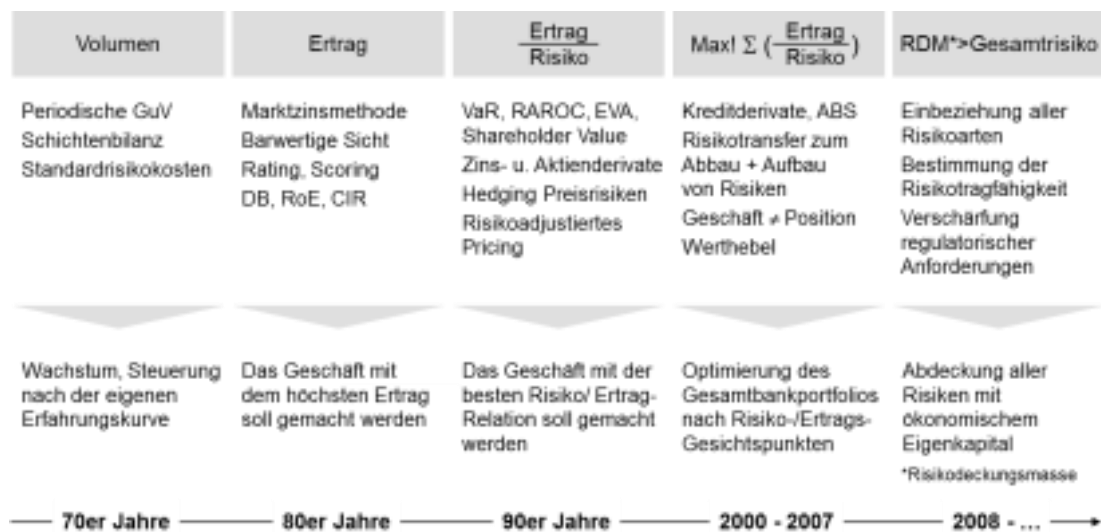 Volumen
Periodische GuV
Schichtenbilanz
Standardrisikokosten
Wachstum, Steuerung
nach der eigenen
Erfahrungskurve
70er Jahre
Ertrag
Marktzinsmethode
Barwertige Sicht
Rating, Scoring
DB, RoE, CIR
Das Geschäft mit
dem höchsten Ertrag
soll gemacht werden
80er Jahre
Ertrag
Risiko
VaR, RAROC, EVA,
Shareholder Value
Zins- u. Aktienderivate
Hedging Preisrisiken
Risikoadjustiertes
Pricing
Das Geschäft mit der
besten Risiko/ Ertrag-
Relation soll gemacht
werden
90er Jahre
Max! Σ (Ertrag
Risiko)
Kreditderivate, ABS
Risikotransfer zum
Abbau + Aufbau
von Risiken
Geschäft ≠ Position
Werthebel
Optimierung des
Gesamtbankportfolios
nach Risiko-/Ertrags-
Gesichtspunkten
2000 - 2007
RDM*>Gesamtrisiko
Einbeziehung aller
Risikoarten
Bestimmung der
Risikotragfähigkeit
Verschärfung
regulatorischer
Anforderungen
Abdeckung aller
Risiken mit
ökonomischem
Eigenkapital
*Risikodeckungsmasse
2008 - ...